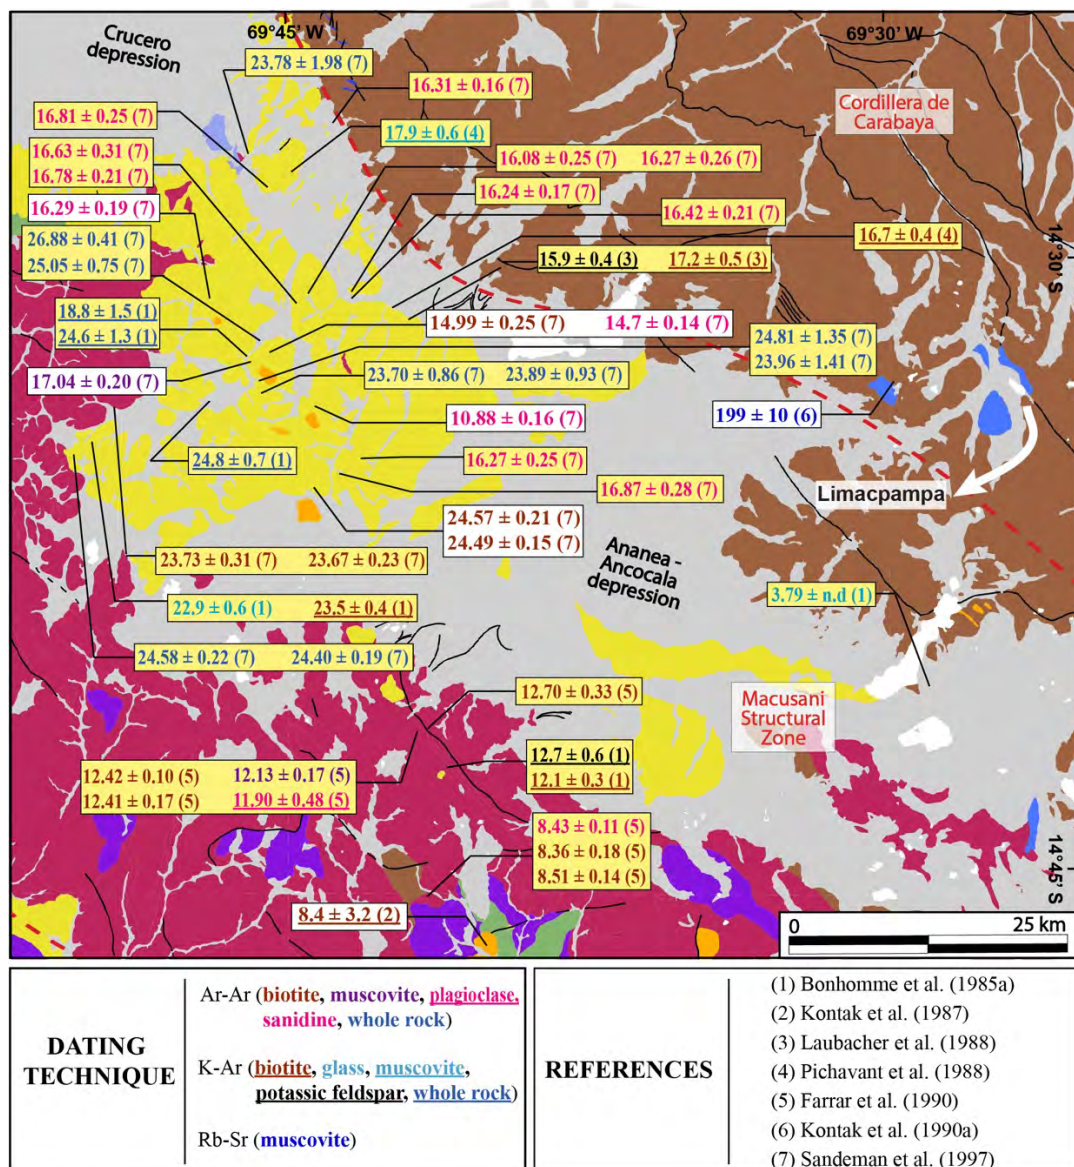 69°45' W
69°30' W
Crucero
depression
23.78 ± 1.98 (7)
16.31 ± 0.16 (7)
Cordillera de
Carabaya
16.81 ± 0.25 (7)
17.9 ± 0.6 (4)
16.63 ± 0.31 (7)
16.78 ± 0.21 (7)
16.08 ± 0.25 (7) 16.27 ± 0.26 (7)
16.24 ± 0.17 (7)
16.29 ± 0.19 (7)
16.42 ± 0.21 (7)
16.7 ± 0.4 (4)
14°30' S
26.88 ± 0.41 (7)
25.05 ± 0.75 (7)
15.9 ± 0.4 (3) 17.2 ± 0.5 (3)
18.8 ± 1.5 (1)
24.6 ± 1.3 (1)
14.99 ± 0.25 (7) 14.7 ± 0.14 (7)
24.81 ± 1.35 (7)
23.96 ± 1.41 (7)
17.04 ± 0.20 (7)
23.70 ± 0.86 (7) 23.89 ± 0.93 (7)
10.88 ± 0.16 (7)
199 ± 10 (6)
24.8 ± 0.7 (1)
16.27 ± 0.25 (7)
16.87 ± 0.28 (7)
Limacpampa
24.57 ± 0.21 (7)
24.49 ± 0.15 (7)
Ananea -
Ancocala
depression
23.73 ± 0.31 (7) 23.67 ± 0.23 (7)
22.9 ± 0.6 (1) 23.5 ± 0.4 (1)
3.79 ± n.d (1)
24.58 ± 0.22 (7) 24.40 ± 0.19 (7)
12.70 ± 0.33 (5)
Macusani
Structural
Zone
12.7 ± 0.6 (1)
12.1 ± 0.3 (1)
12.42 ± 0.10 (5) 12.13 ± 0.17 (5)
12.41 ± 0.17 (5) 11.90 ± 0.48 (5)
8.43 ± 0.11 (5)
8.36 ± 0.18 (5)
8.51 ± 0.14 (5)
14°45' S
8.4 ± 3.2 (2)
0 25 km
DATING
TECHNIQUE
Ar-Ar (biotite, muscovite, plagioclase,
sanidine, whole rock)
K-Ar (biotite, glass, muscovite,
potassic feldspar, whole rock)
Rb-Sr (muscovite)
REFERENCES
(1) Bonhomme et al. (1985a)
(2) Kontak et al. (1987)
(3) Laubacher et al. (1988)
(4) Pichavant et al. (1988)
(5) Farrar et al. (1990)
(6) Kontak et al. (1990a)
(7) Sandeman et al. (1997)